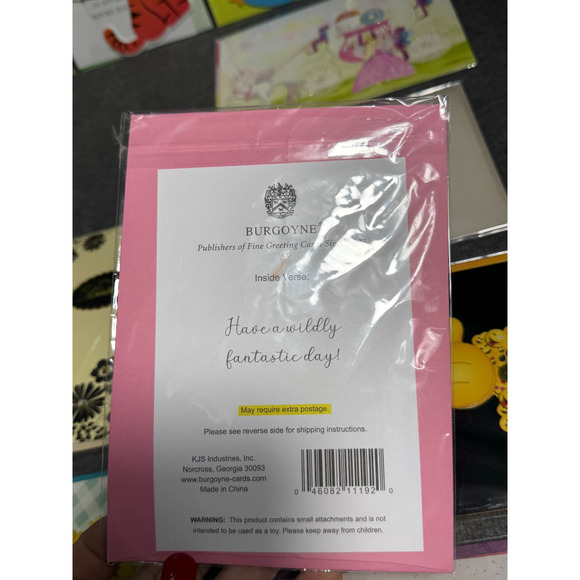 BURGOYNE
Publishers of Fine Greeting Cards
Inside Verse:
Have a wildly
fantastic day!
May require extra postage.
Please see reverse side for shipping instructions.
KJS Industries, Inc.
Norcross, Georgia 30093
www.burgoyne-cards.com
Made in China
0 46082 11192 0
WARNING: This product contains small attachments and is not
intended to be used as a toy. Please keep away from children.